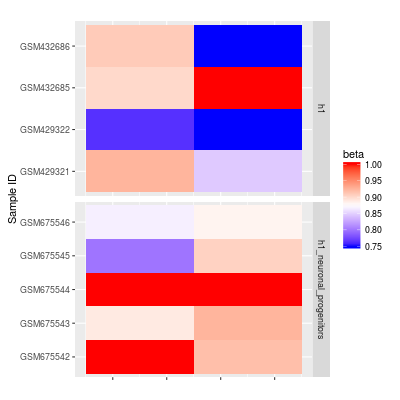 GSM432686
GSM432685
GSM429322
GSM429321
h1
GSM675546
GSM675545
GSM675544
GSM675543
GSM675542
h1_neuronal_progenitors
Sample ID
beta
1.00
0.95
0.90
0.85
0.80
0.75